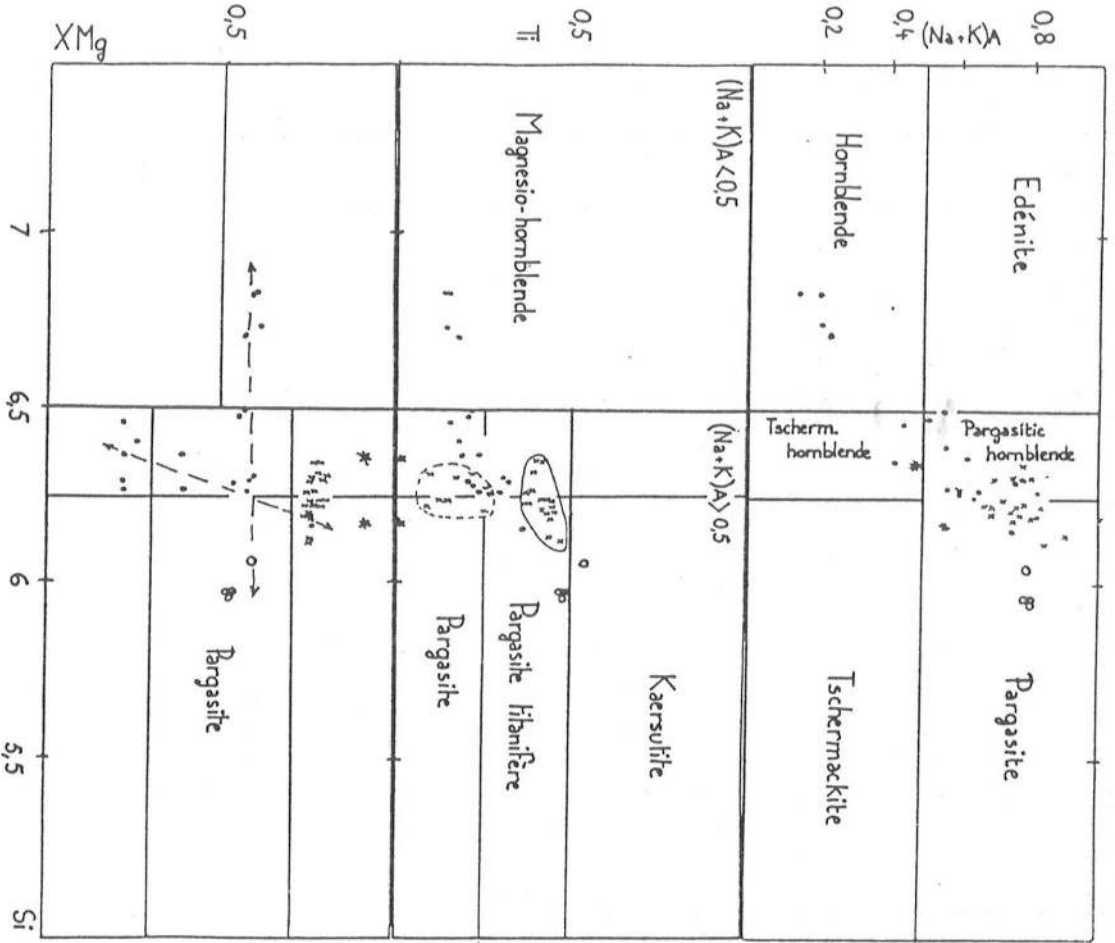 (Na+K)A
0,8
0,4
0,2
Edénite
Pargasitic
hornblende
Pargasite
Hornblende
Tscherm.
hornblende
Tschermackite
Ti
0,5
(Na+K)A<0,5
(Na+K)A>0,5
Magnesio-hornblende
Kaersutite
Pargasite titanifère
Pargasite
XMg
0,5
Pargasite
7
6,5
6
5,5
Si